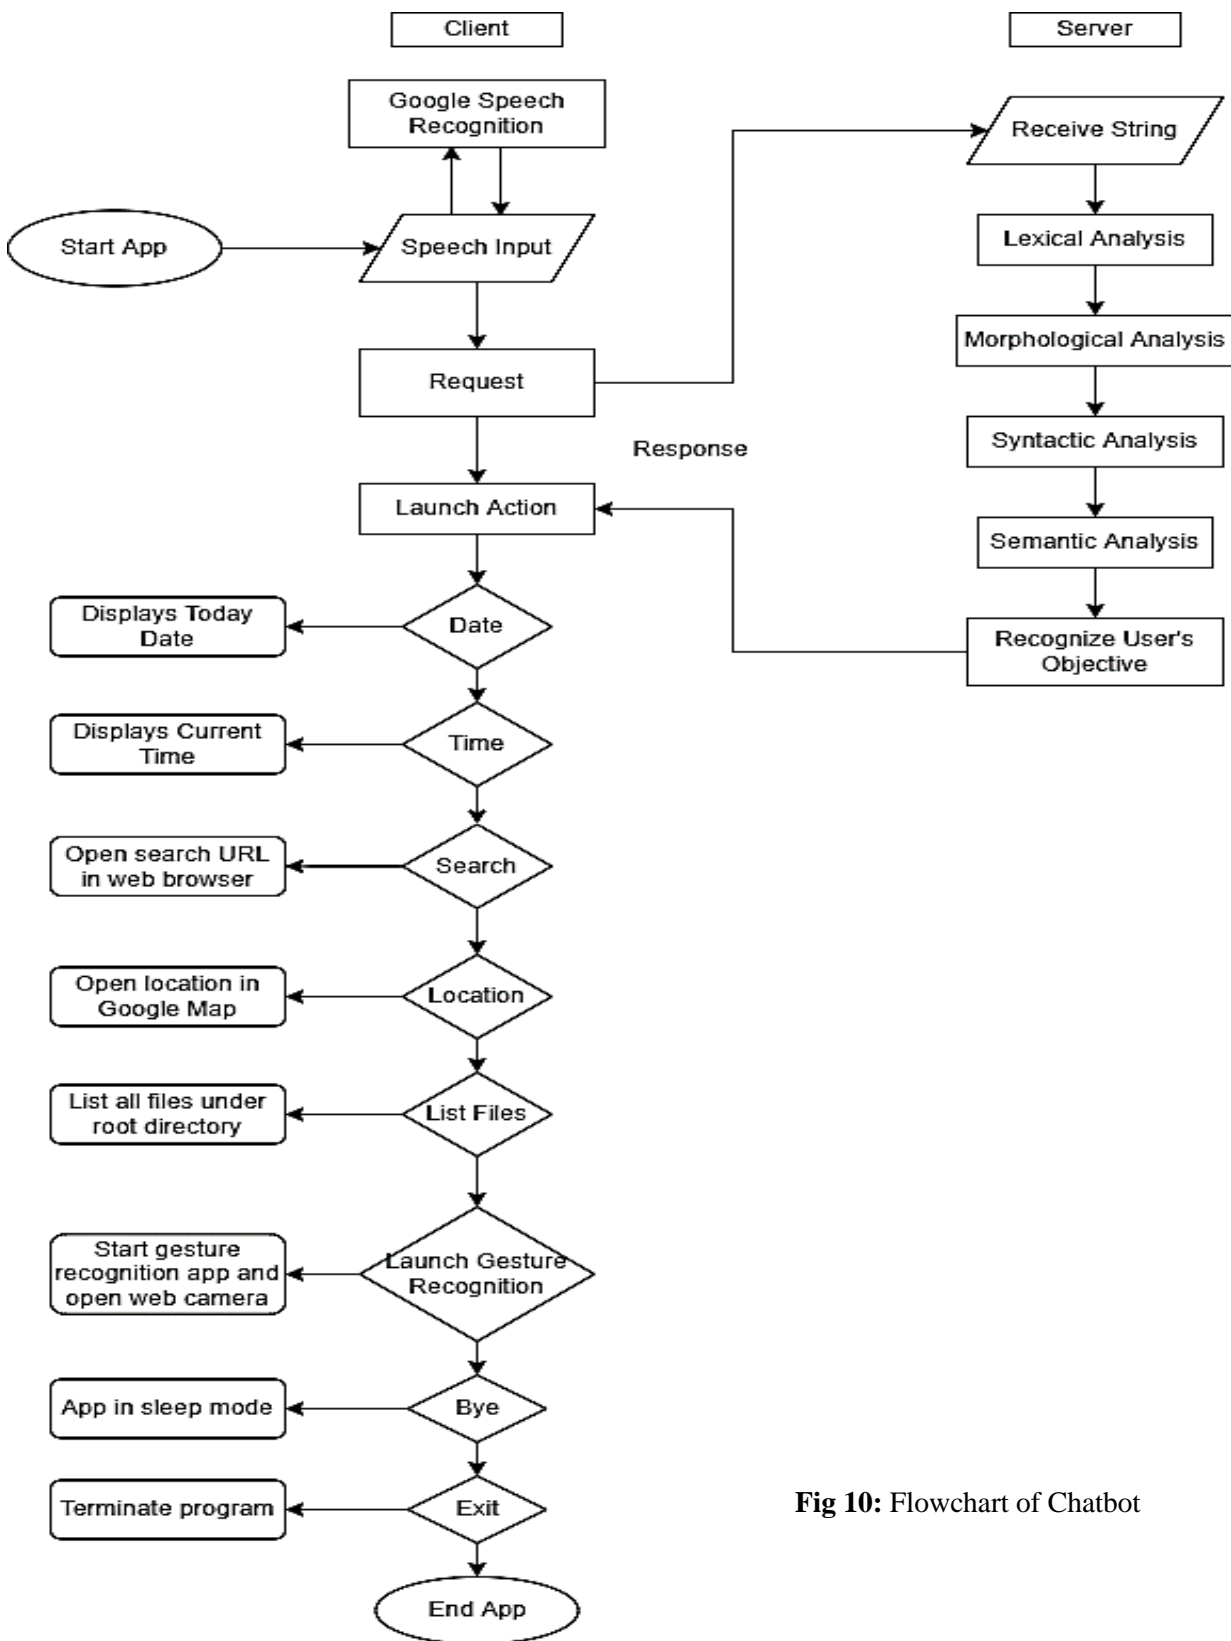 Client
Server
Google Speech
Recognition
Receive String
Start App
Speech Input
Lexical Analysis
Morphological Analysis
Request
Response
Syntactic Analysis
Launch Action
Semantic Analysis
Displays Today
Date
Date
Recognize User's
Objective
Displays Current
Time
Time
Open search URL
in web browser
Search
Open location in
Google Map
Location
List all files under
root directory
List Files
Start gesture
recognition app and
open web camera
Launch Gesture
Recognition
App in sleep mode
Bye
Terminate program
Exit
Fig 10: Flowchart of Chatbot
End App